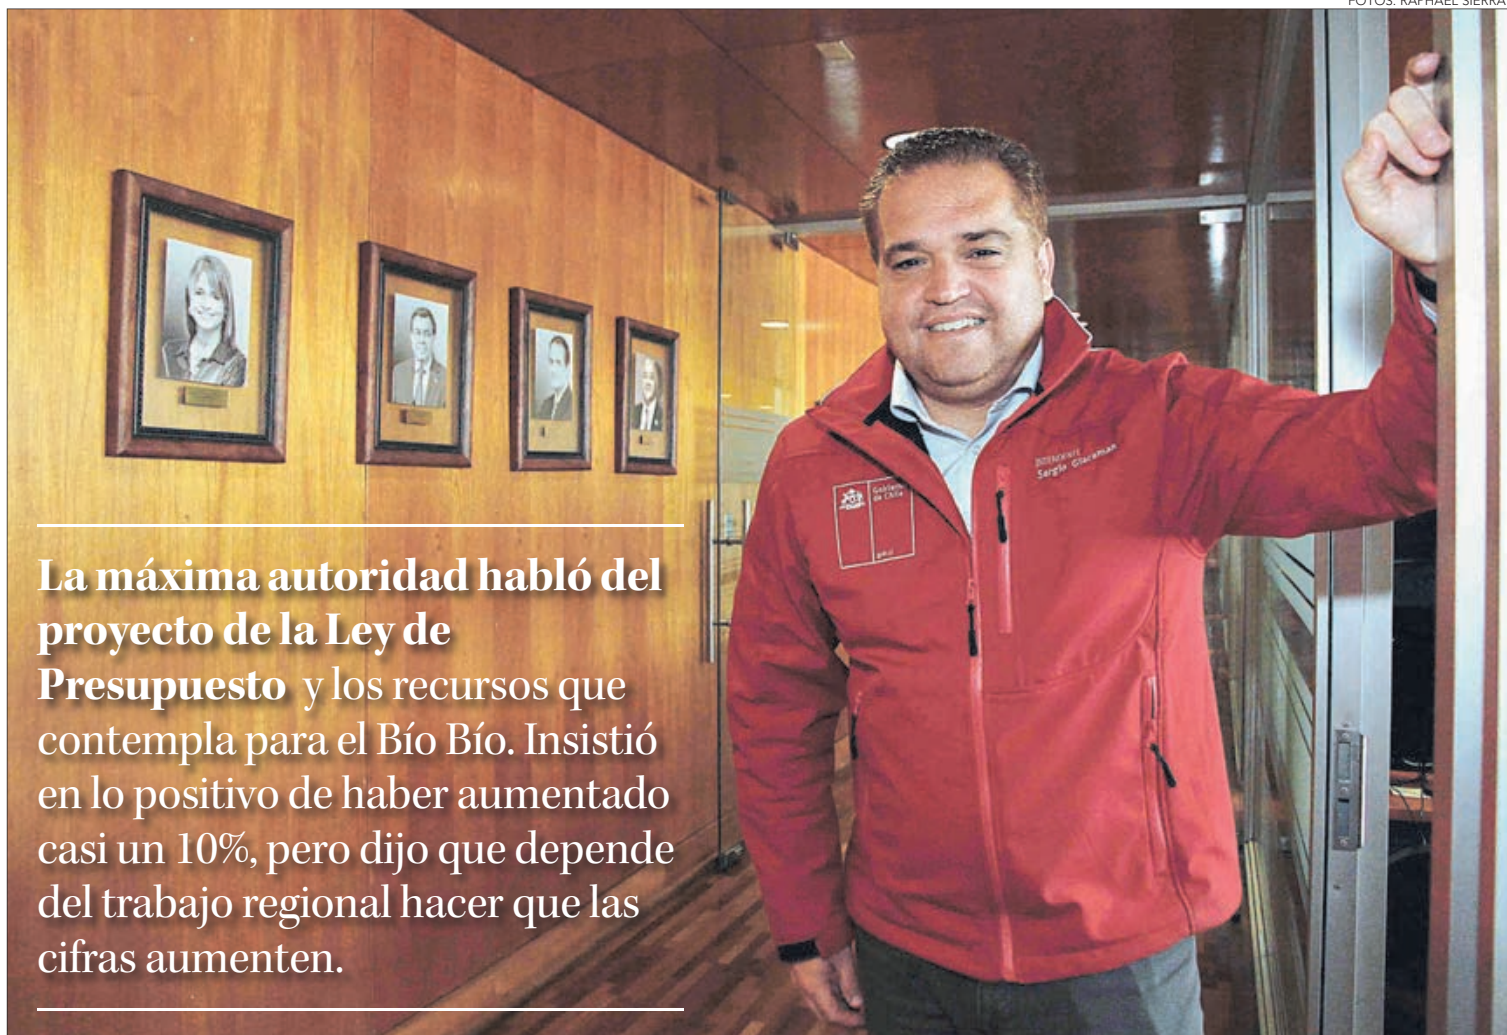 FOTOS: RAPHAEL SIERRA
INTENDENTE
Sergio Giacaman
Gobierno
de Chile
gob.cl
La máxima autoridad habló del
proyecto de la Ley de
Presupuesto y los recursos que
contempla para el Bío Bío. Insistió
en lo positivo de haber aumentado
casi un 10%, pero dijo que depende
del trabajo regional hacer que las
cifras aumenten.